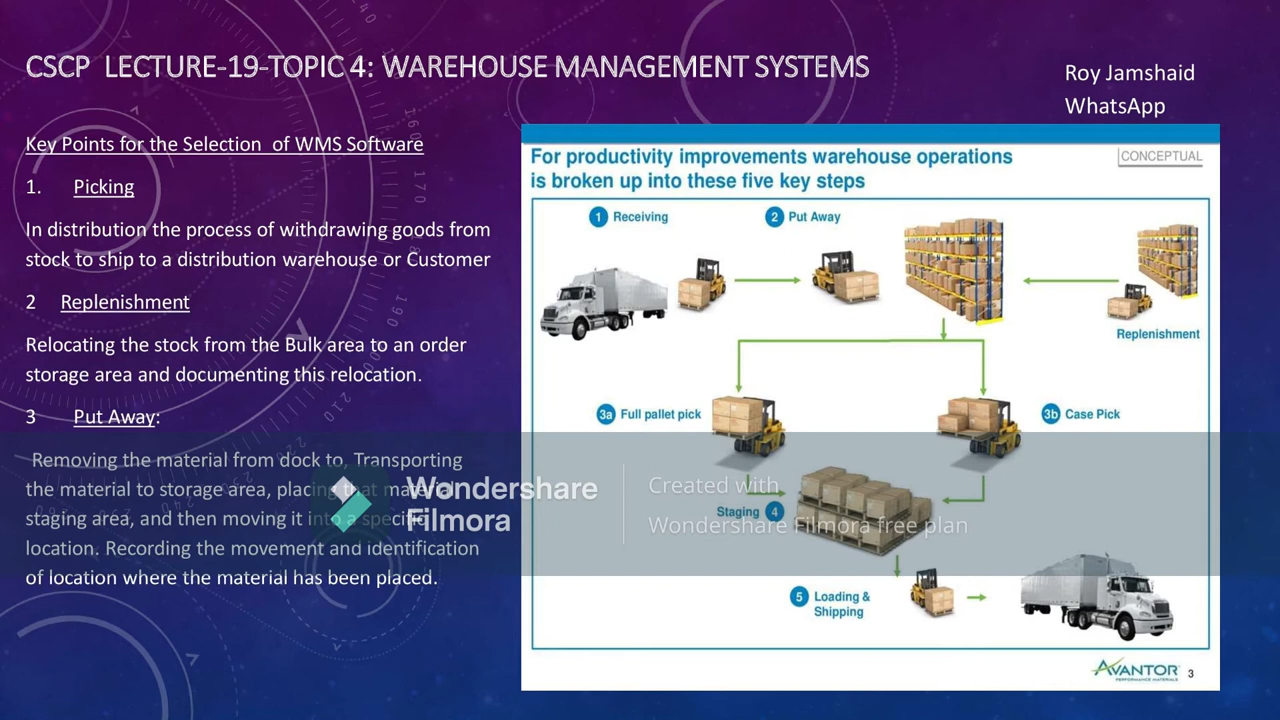 CSCP LECTURE-19-TOPIC 4: WAREHOUSE MANAGEMENT SYSTEMS
Roy Jamshaid
WhatsApp
Key Points for the Selection of WMS Software
1. Picking
In distribution the process of withdrawing goods from
stock to ship to a distribution warehouse or Customer
2 Replenishment
Relocating the stock from the Bulk area to an order
storage area and documenting this relocation.
3 Put Away:
Removing the material from dock to, Transporting
the material to storage area, placing that material
staging area, and then moving it into a specific
location. Recording the movement and identification
of location where the material has been placed.
For productivity improvements warehouse operations
is broken up into these five key steps
CONCEPTUAL
1 Receiving
2 Put Away
Replenishment
3a Full pallet pick
3b Case Pick
Staging 4
5 Loading &
Shipping
AVANTOR
PERFORMANCE MATERIALS
3
Wondershare
Filmora
Created with
Wondershare Filmora free plan